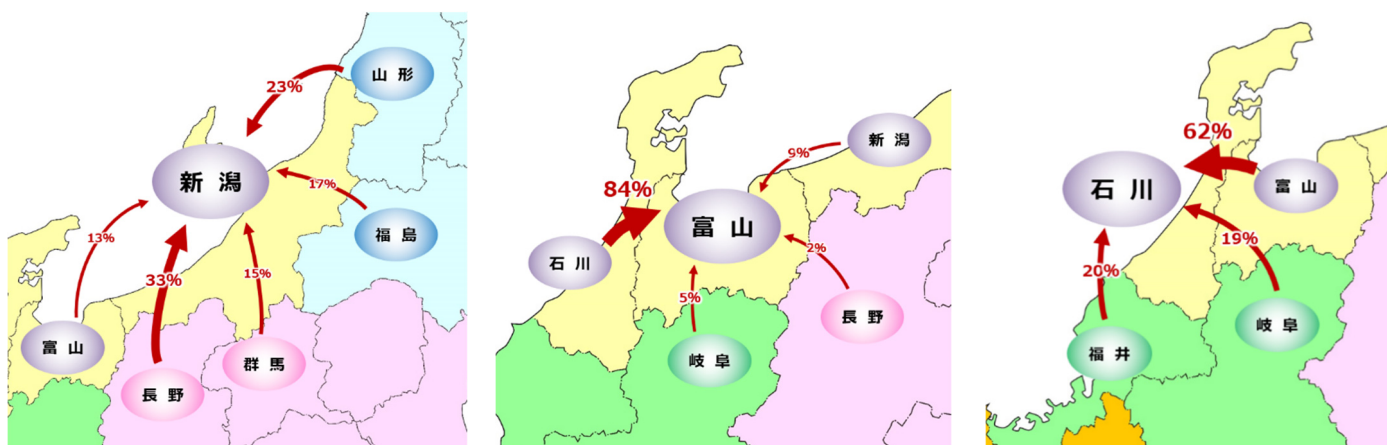 山形
23%
新潟
17%
福島
13%
33%
15%
富山
群馬
長野
新潟
9%
84%
富山
石川
2%
5%
長野
岐阜
62%
石川
富山
19%
20%
岐阜
福井